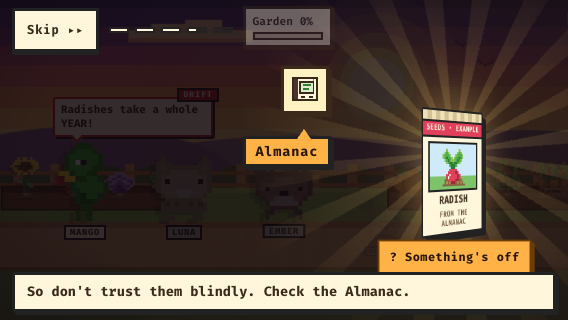 Skip ▸▸
Garden 0%
DRIFT
Radishes take a whole
YEAR!
Almanac
SEEDS · EXAMPLE
RADISH
FROM THE
ALMANAC
MANGO
LUNA
EMBER
? Something's off
So don't trust them blindly. Check the Almanac.